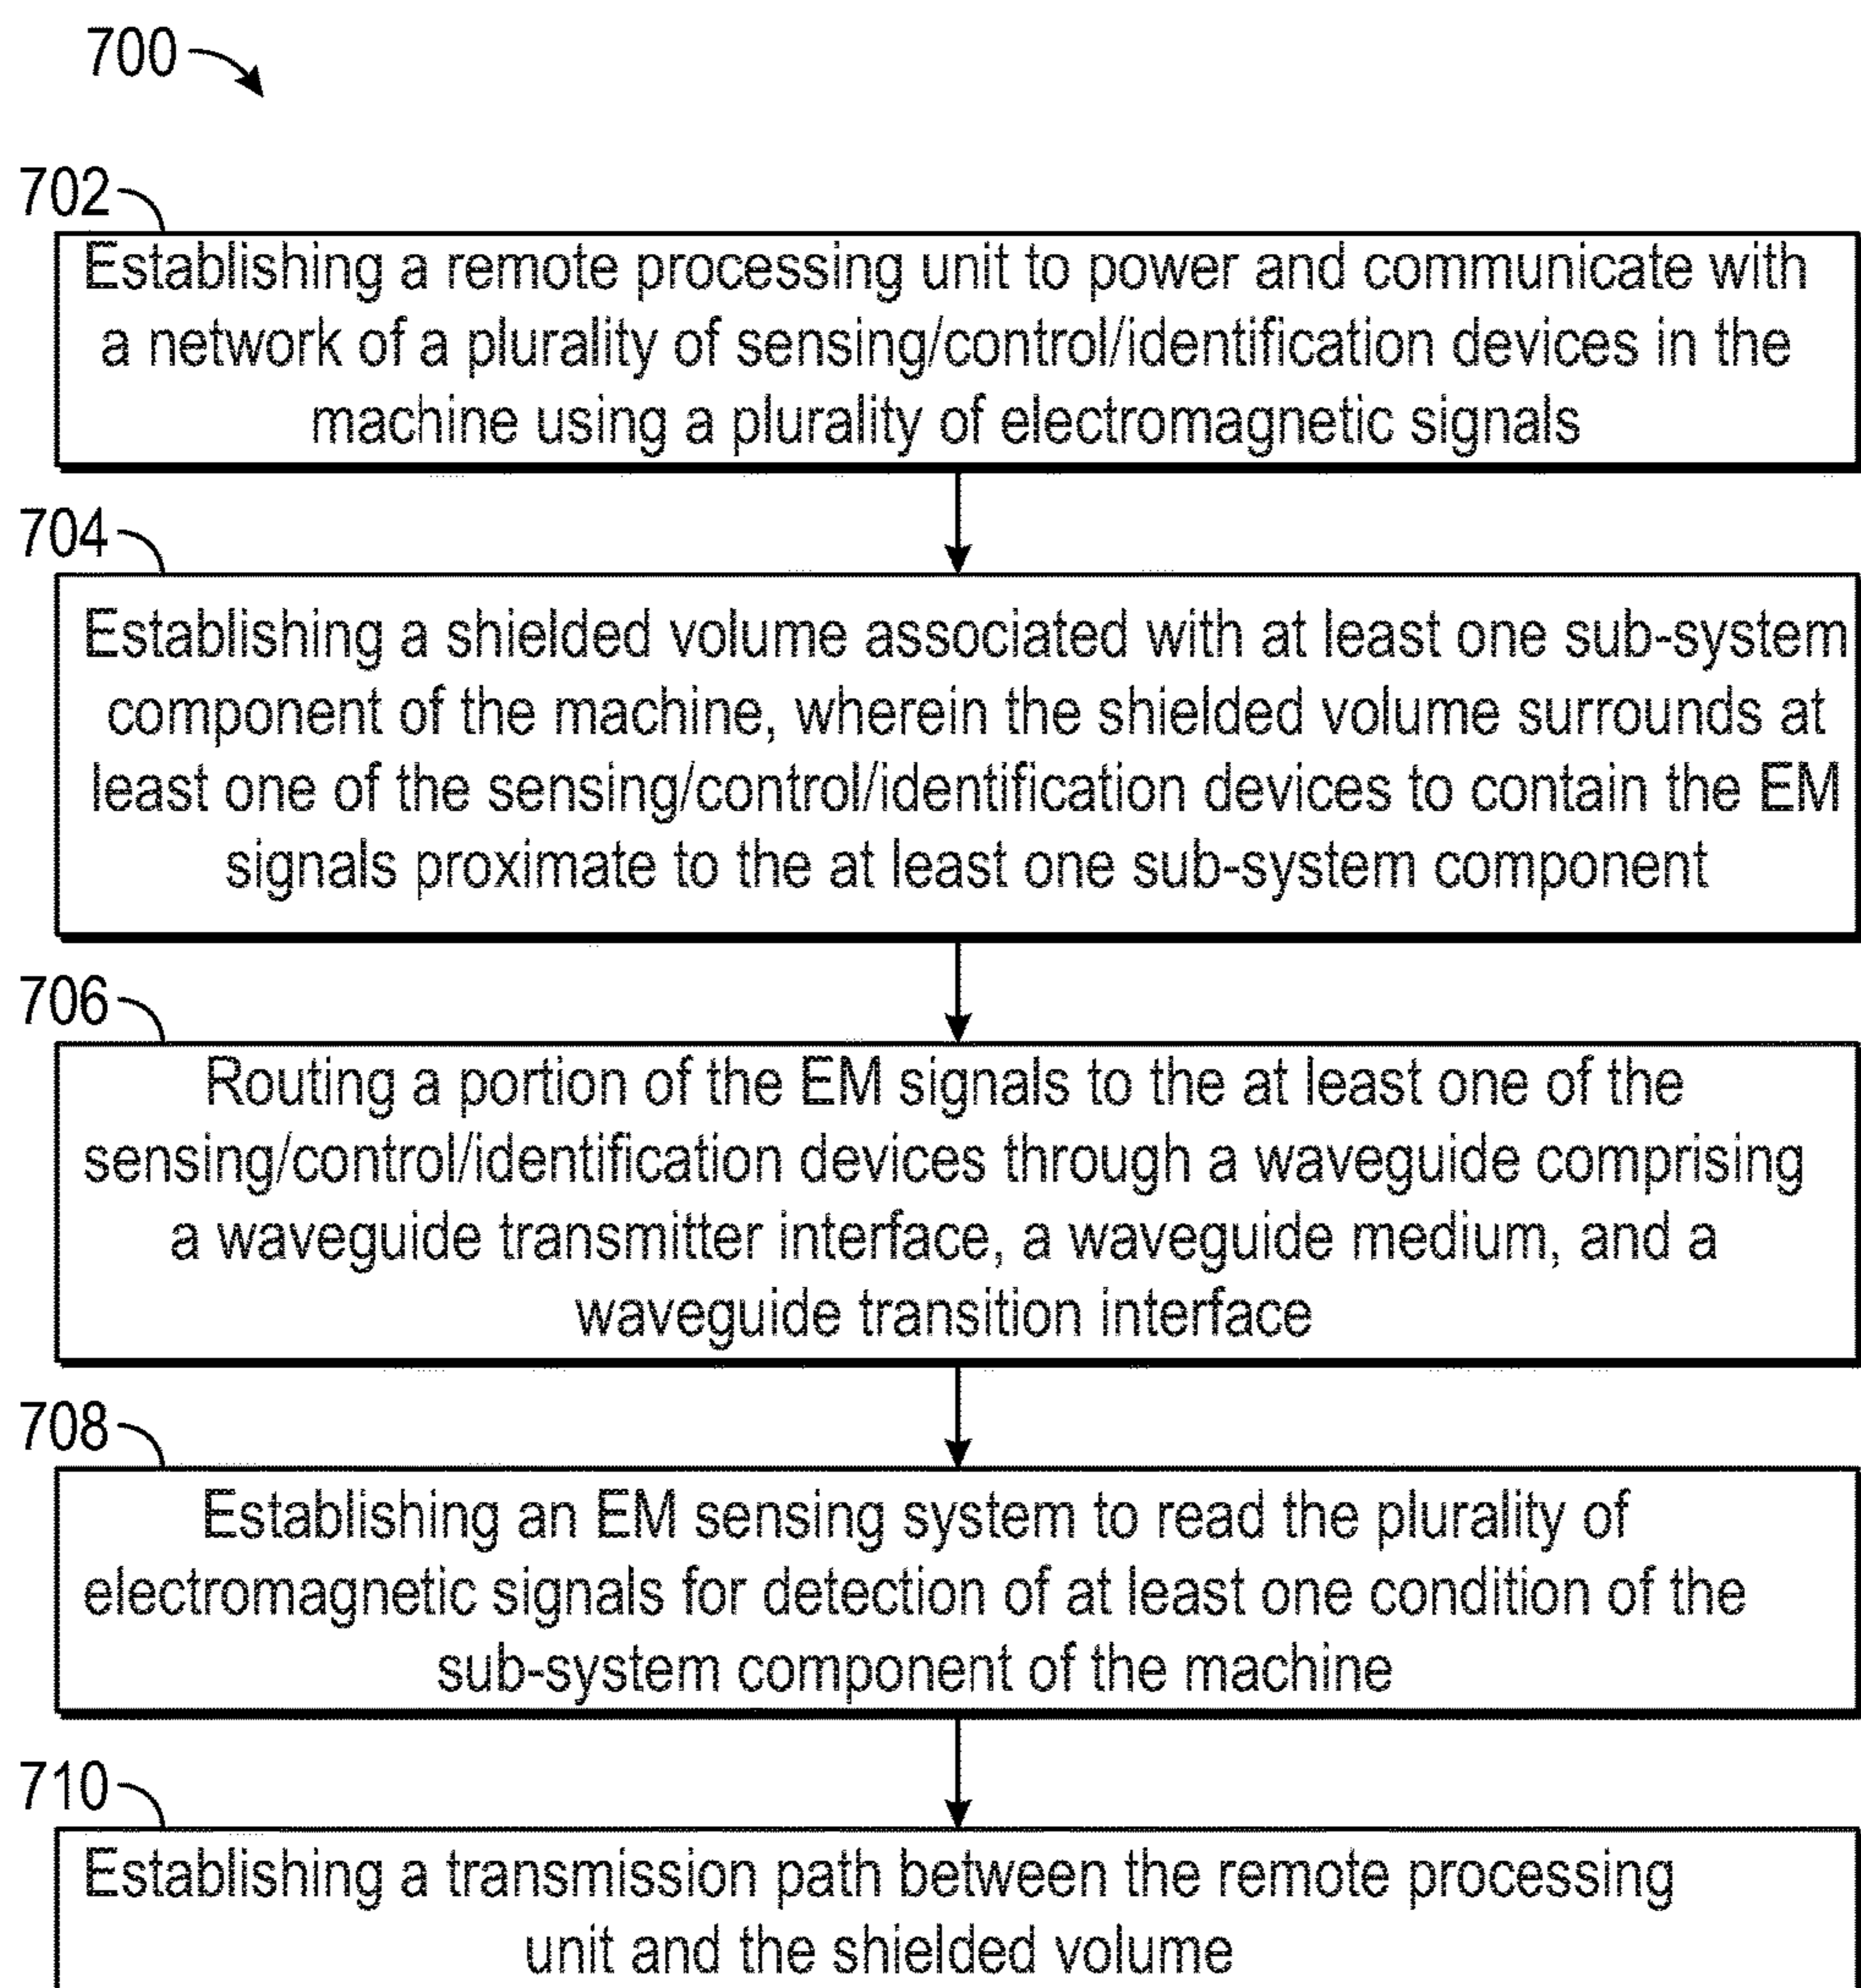 700
702
Establishing a remote processing unit to power and communicate with
a network of a plurality of sensing/control/identification devices in the
machine using a plurality of electromagnetic signals
704
Establishing a shielded volume associated with at least one sub-system
component of the machine, wherein the shielded volume surrounds at
least one of the sensing/control/identification devices to contain the EM
signals proximate to the at least one sub-system component
706
Routing a portion of the EM signals to the at least one of the
sensing/control/identification devices through a waveguide comprising
a waveguide transmitter interface, a waveguide medium, and a
waveguide transition interface
708
Establishing an EM sensing system to read the plurality of
electromagnetic signals for detection of at least one condition of the
sub-system component of the machine
710
Establishing a transmission path between the remote processing
unit and the shielded volume